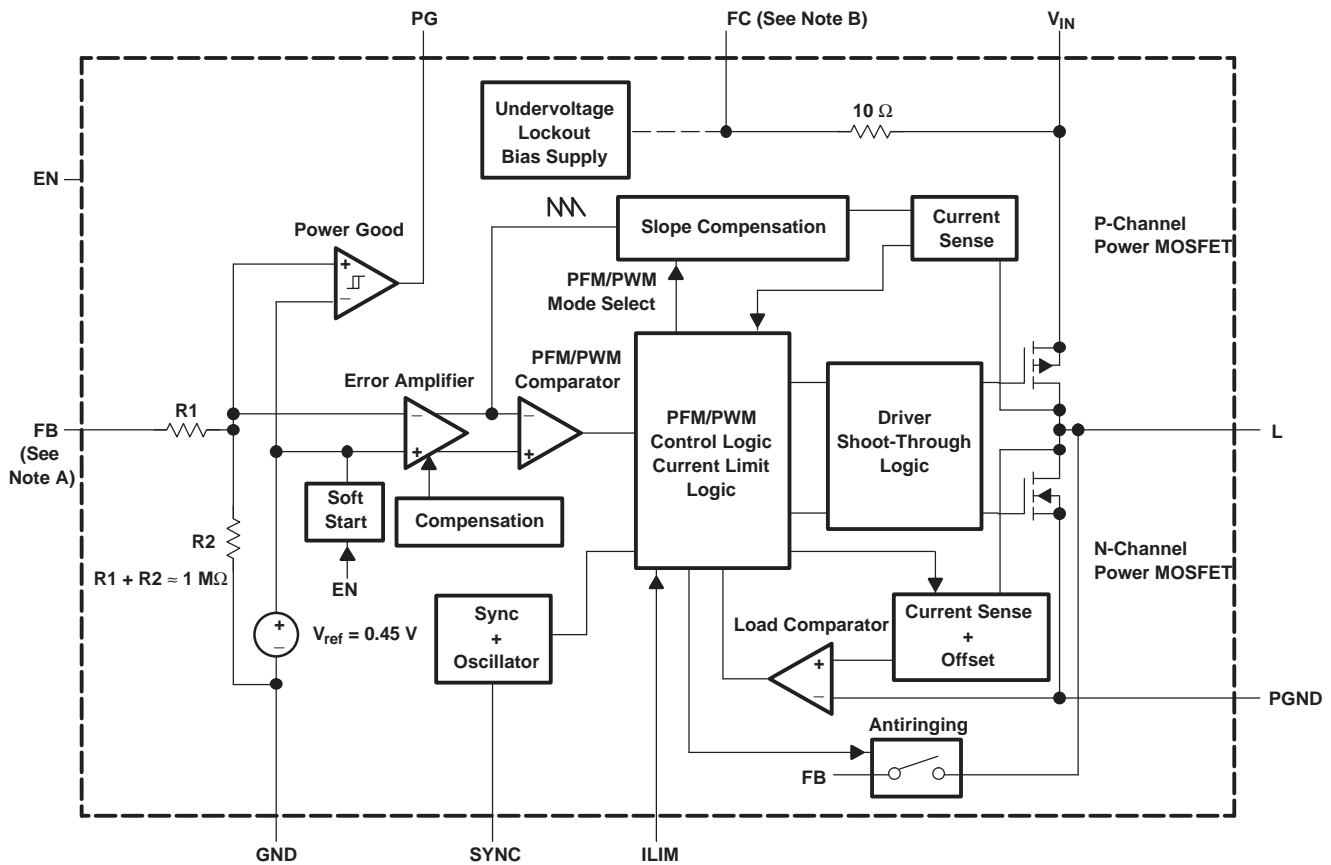 PG
FC (See Note B)
VIN
Undervoltage
Lockout
Bias Supply
10 Ω
EN
Slope Compensation
Current
Sense
P-Channel
Power MOSFET
Power Good
+
−
PFM/PWM
Mode Select
PFM/PWM
Comparator
Error Amplifier
R1
FB
(See
Note A)
−
+
−
+
PFM/PWM
Control Logic
Current Limit
Logic
Driver
Shoot-Through
Logic
L
Soft
Start
Compensation
R2
R1 + R2 ≈ 1 MΩ
EN
N-Channel
Power MOSFET
+
−
Vref = 0.45 V
Sync
+
Oscillator
Load Comparator
+
−
Current Sense
+
Offset
PGND
Antiringing
FB
GND
SYNC
ILIM